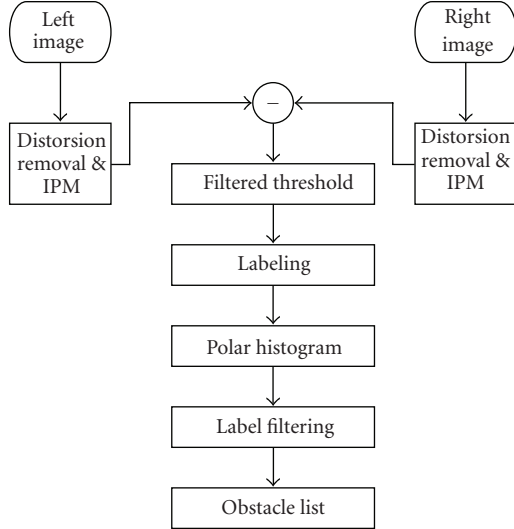 Left
image
Right
image
−
Distorsion
removal &
IPM
Distorsion
removal &
IPM
Filtered threshold
Labeling
Polar histogram
Label filtering
Obstacle list